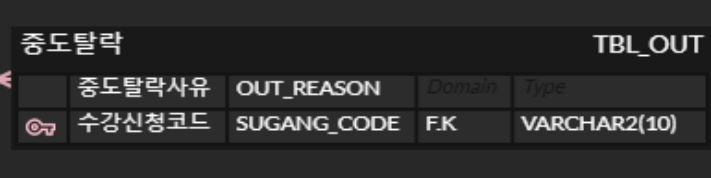 중도탈락 TBL_OUT
중도탈락사유 OUT_REASON Domain Type
수강신청코드 SUGANG_CODE F.K VARCHAR2(10)